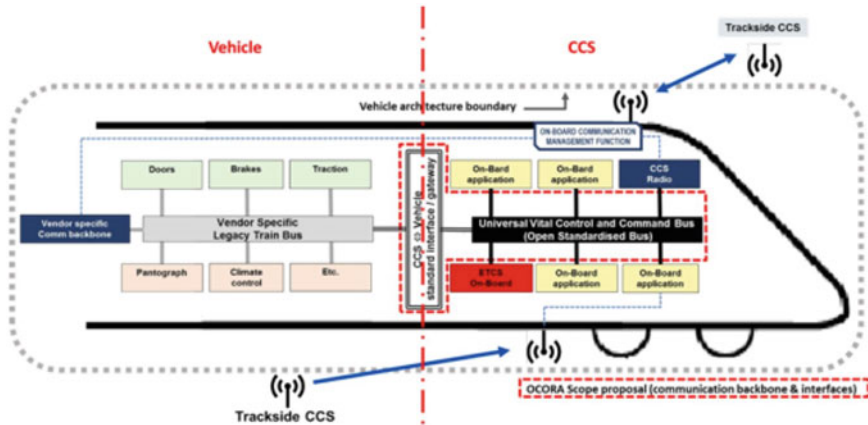 Trackside CCS
Vehicle
CCS
Vehicle architecture boundary
ON-BOARD COMMUNICATION
MANAGEMENT FUNCTION
Doors
Brakes
Traction
On-Bard
application
On-Bard
application
CCS
Radio
Vendor specific
Comm backbone
Vendor Specific
Legacy Train Bus
CCS ⇔ Vehicle
standard interface / gateway
Universal Vital Control and Command Bus
(Open Standardised Bus)
Pantograph
Climate
control
Etc.
ETCS
On-Board
On-Board
application
On-Board
application
OCORA Scope proposal (communication backbone & interfaces)
Trackside CCS